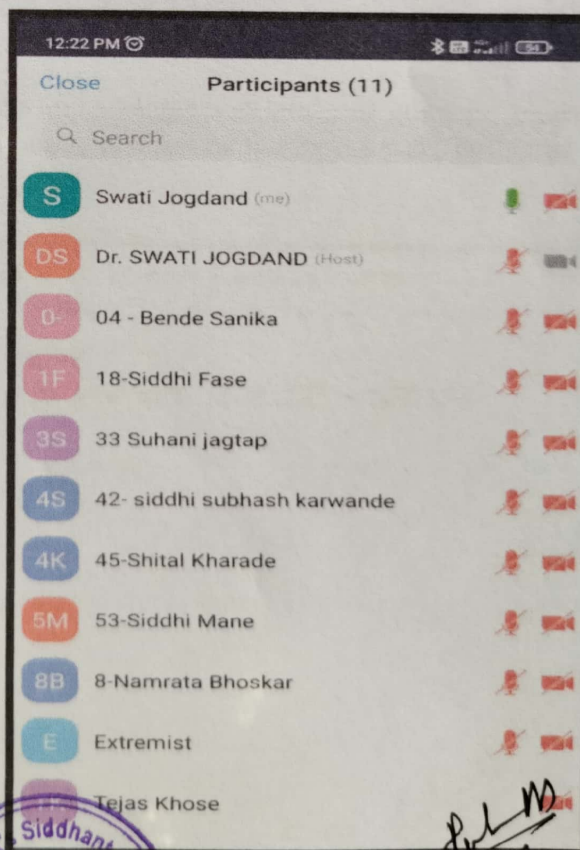 12:22 PM
54
Close Participants (11)
Search
S Swati Jogdand (me)
DS Dr. SWATI JOGDAND (Host)
0- 04 - Bende Sanika
1F 18-Siddhi Fase
3S 33 Suhani jagtap
4S 42- siddhi subhash karwande
4K 45-Shital Kharade
5M 53-Siddhi Mane
8B 8-Namrata Bhoskar
E Extremist
Tejas Khose
Siddhant